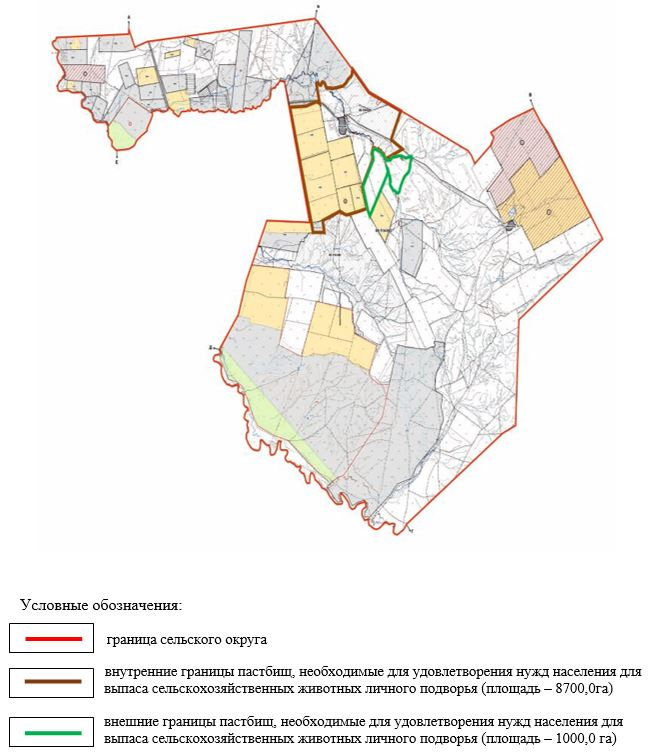 Условные обозначения:
граница сельского округа
внутренние границы пастбищ, необходимые для удовлетворения нужд населения для
выпаса сельскохозяйственных животных личного подворья (площадь – 8700,0га)
внешние границы пастбищ, необходимые для удовлетворения нужд населения для
выпаса сельскохозяйственных животных личного подворья (площадь – 1000,0 га)